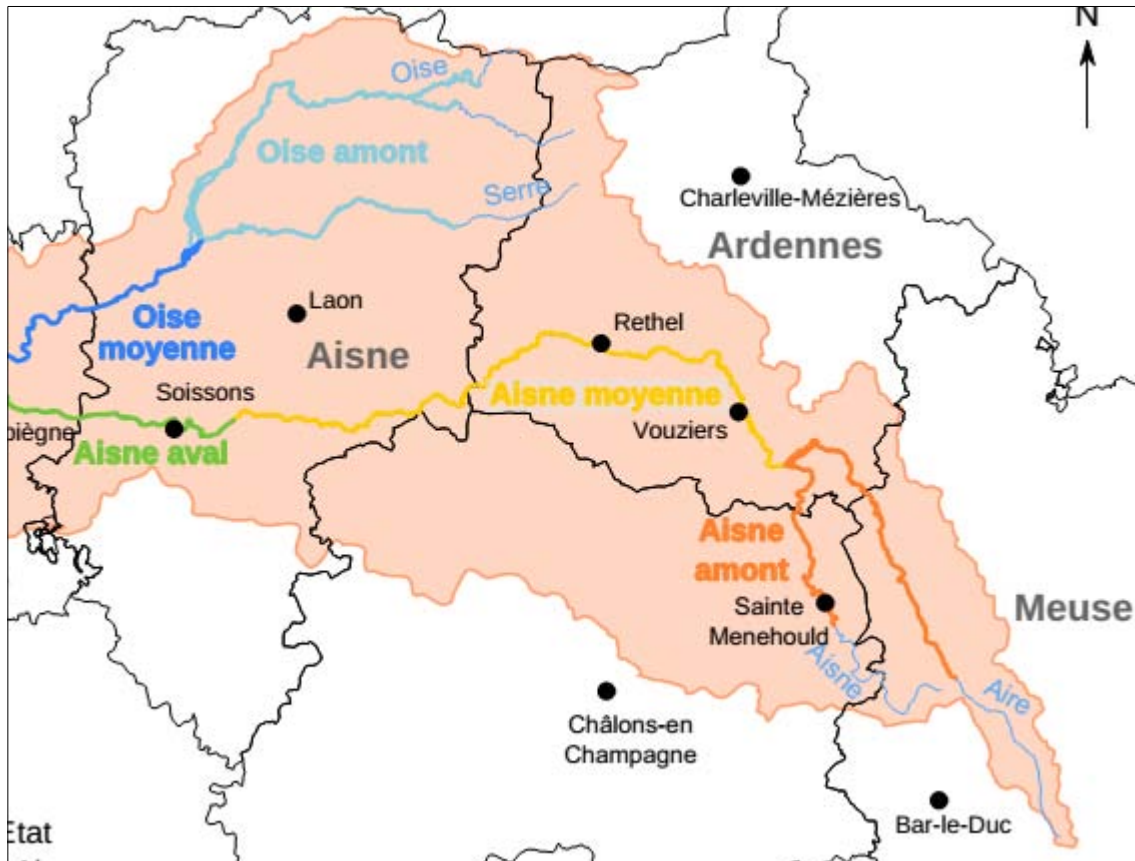 N
Oise
Oise amont
Charleville-Mézières
Serre
Ardennes
Laon
Oise
moyenne
Rethel
Aisne
Soissons
Aisne moyenne
piègne
Vouziers
Aisne aval
Aisne
amont
Sainte
Menehould
Meuse
Aisne
Aire
Châlons-en
Champagne
Bar-le-Duc
Etat